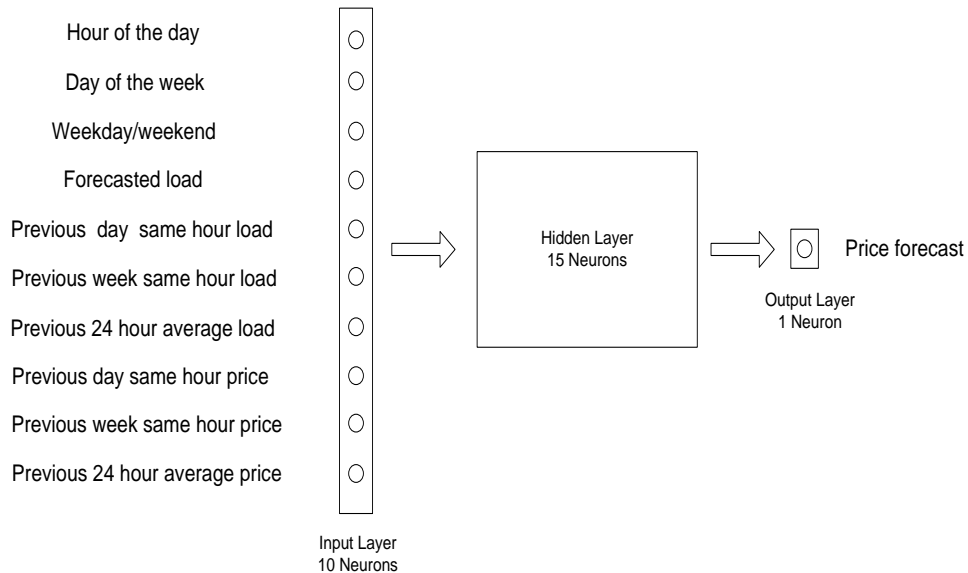 Hour of the day
Day of the week
Weekday/weekend
Forecasted load
Previous day same hour load
Previous week same hour load
Previous 24 hour average load
Previous day same hour price
Previous week same hour price
Previous 24 hour average price
Input Layer
10 Neurons
Hidden Layer
15 Neurons
Output Layer
1 Neuron
Price forecast